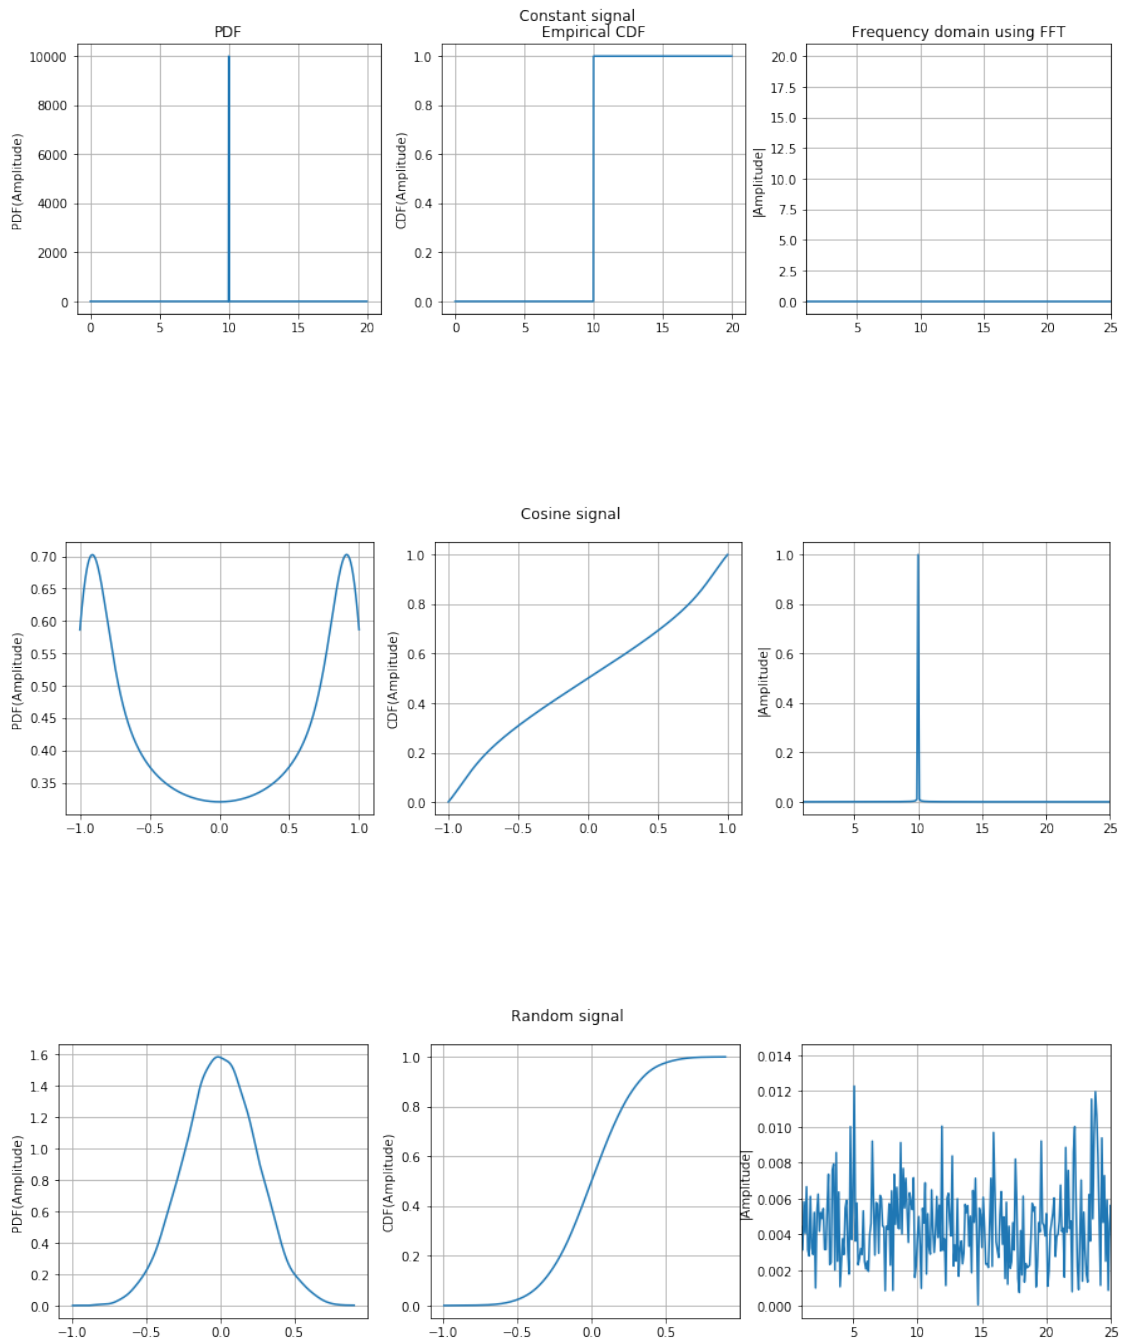 Constant signal
PDF
Empirical CDF
Frequency domain using FFT
PDF(Amplitude)
10000
8000
6000
4000
2000
0
0 5 10 15 20
CDF(Amplitude)
1.0
0.8
0.6
0.4
0.2
0.0
0 5 10 15 20
|Amplitude|
20.0
17.5
15.0
12.5
10.0
7.5
5.0
2.5
0.0
5 10 15 20 25
Cosine signal
PDF(Amplitude)
0.70
0.65
0.60
0.55
0.50
0.45
0.40
0.35
−1.0 −0.5 0.0 0.5 1.0
CDF(Amplitude)
1.0
0.8
0.6
0.4
0.2
0.0
−1.0 −0.5 0.0 0.5 1.0
|Amplitude|
1.0
0.8
0.6
0.4
0.2
0.0
5 10 15 20 25
Random signal
PDF(Amplitude)
1.6
1.4
1.2
1.0
0.8
0.6
0.4
0.2
0.0
−1.0 −0.5 0.0 0.5
CDF(Amplitude)
1.0
0.8
0.6
0.4
0.2
0.0
−1.0 −0.5 0.0 0.5
|Amplitude|
0.014
0.012
0.010
0.008
0.006
0.004
0.002
0.000
5 10 15 20 25